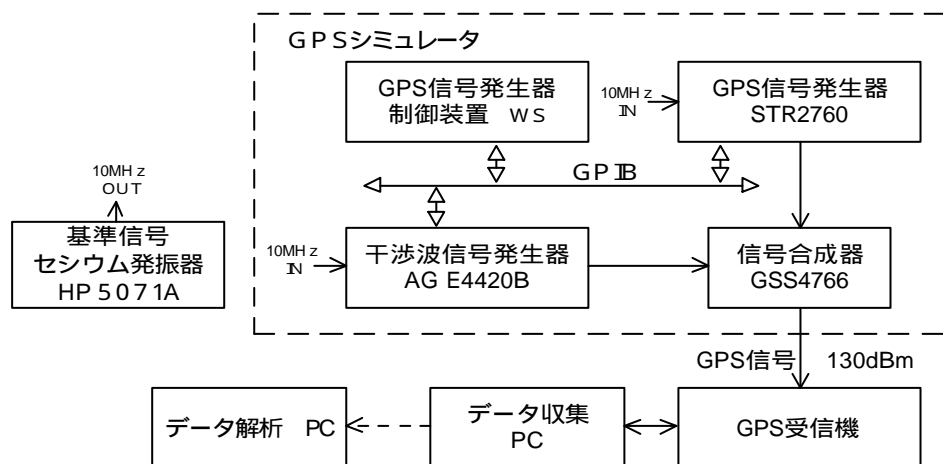 GPSシミュレータ
GPS信号発生器
制御装置 WS
10MHz
IN
GPS信号発生器
STR2760
GPIB
10MHz
OUT
基準信号
セシウム発振器
HP5071A
10MHz
IN
干渉波信号発生器
AG E4420B
信号合成器
GSS4766
GPS信号 130dBm
データ解析 PC
データ収集
PC
GPS受信機